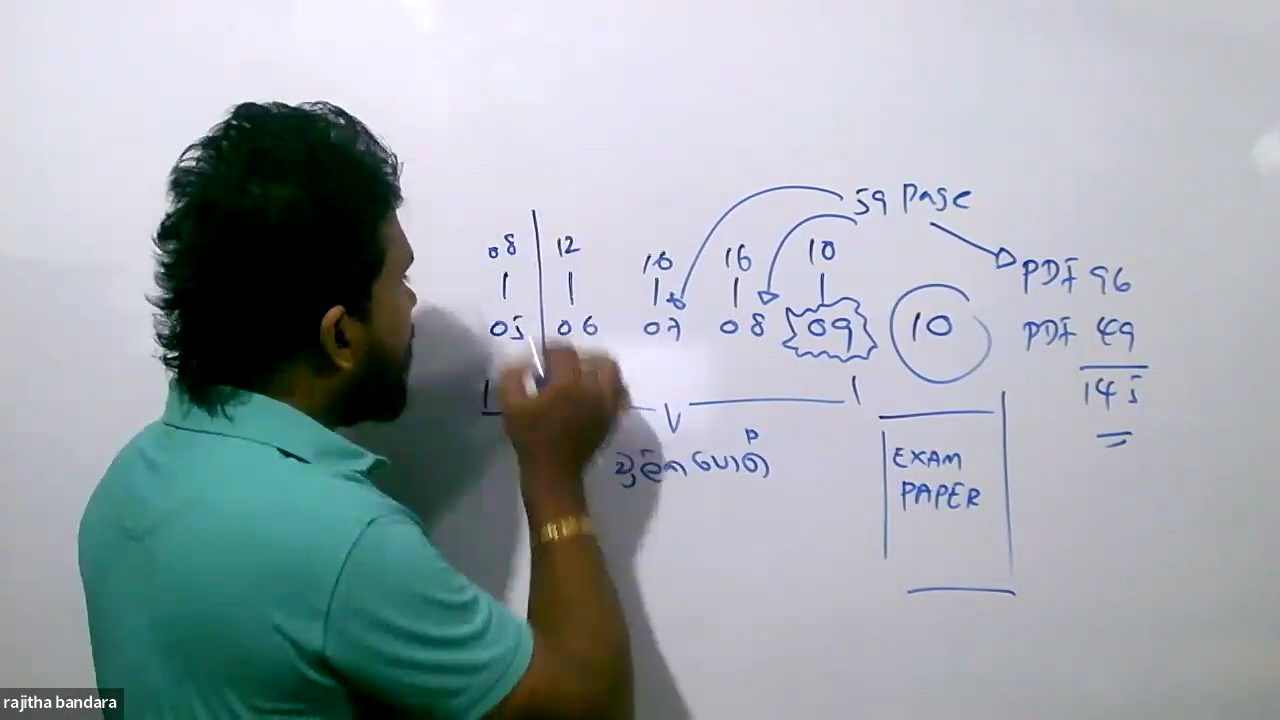 59 Page
08 12 16 16 10
PDF 96
05 06 07 08 09 10
PDF 49
145
P
EXAM
PAPER
rajitha bandara